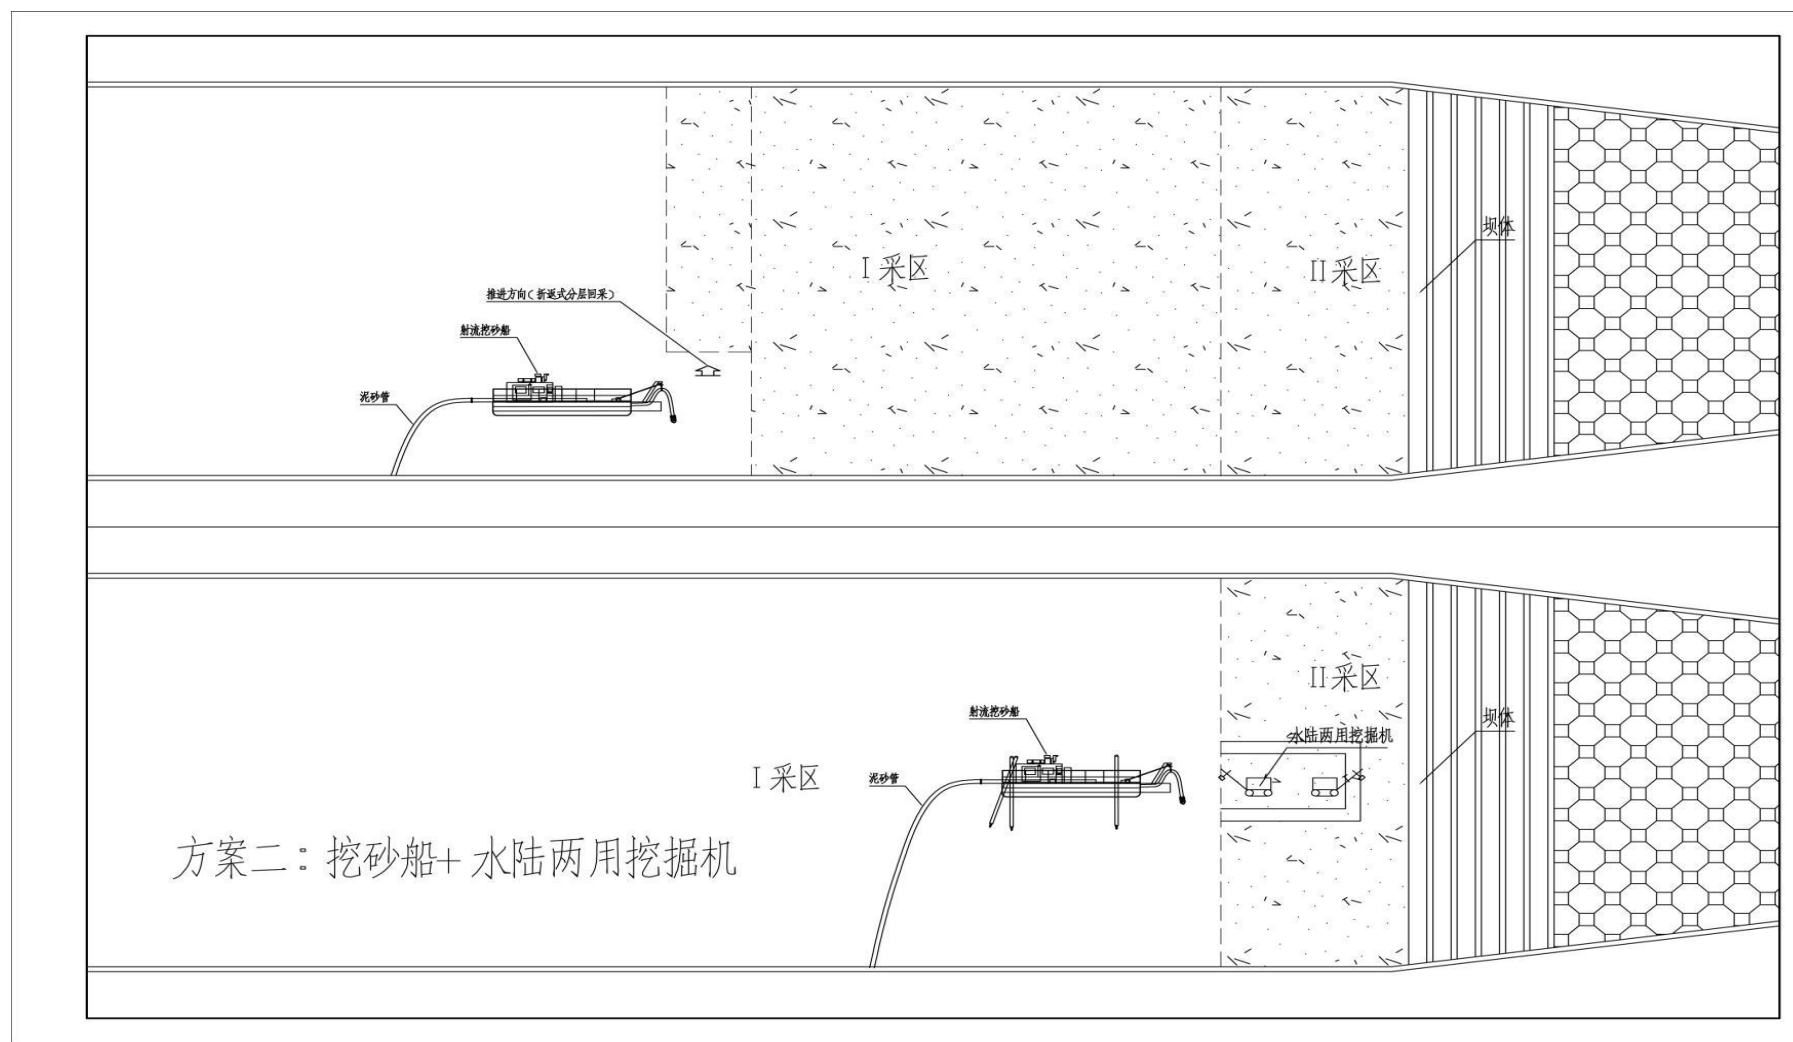 坝体
I 采区
II 采区
推进方向(折返式分层回采)
射流挖砂船
泥砂管
II 采区
射流挖砂船
坝体
水陆两用挖掘机
I 采区
泥砂管
方案二：挖砂船+水陆两用挖掘机